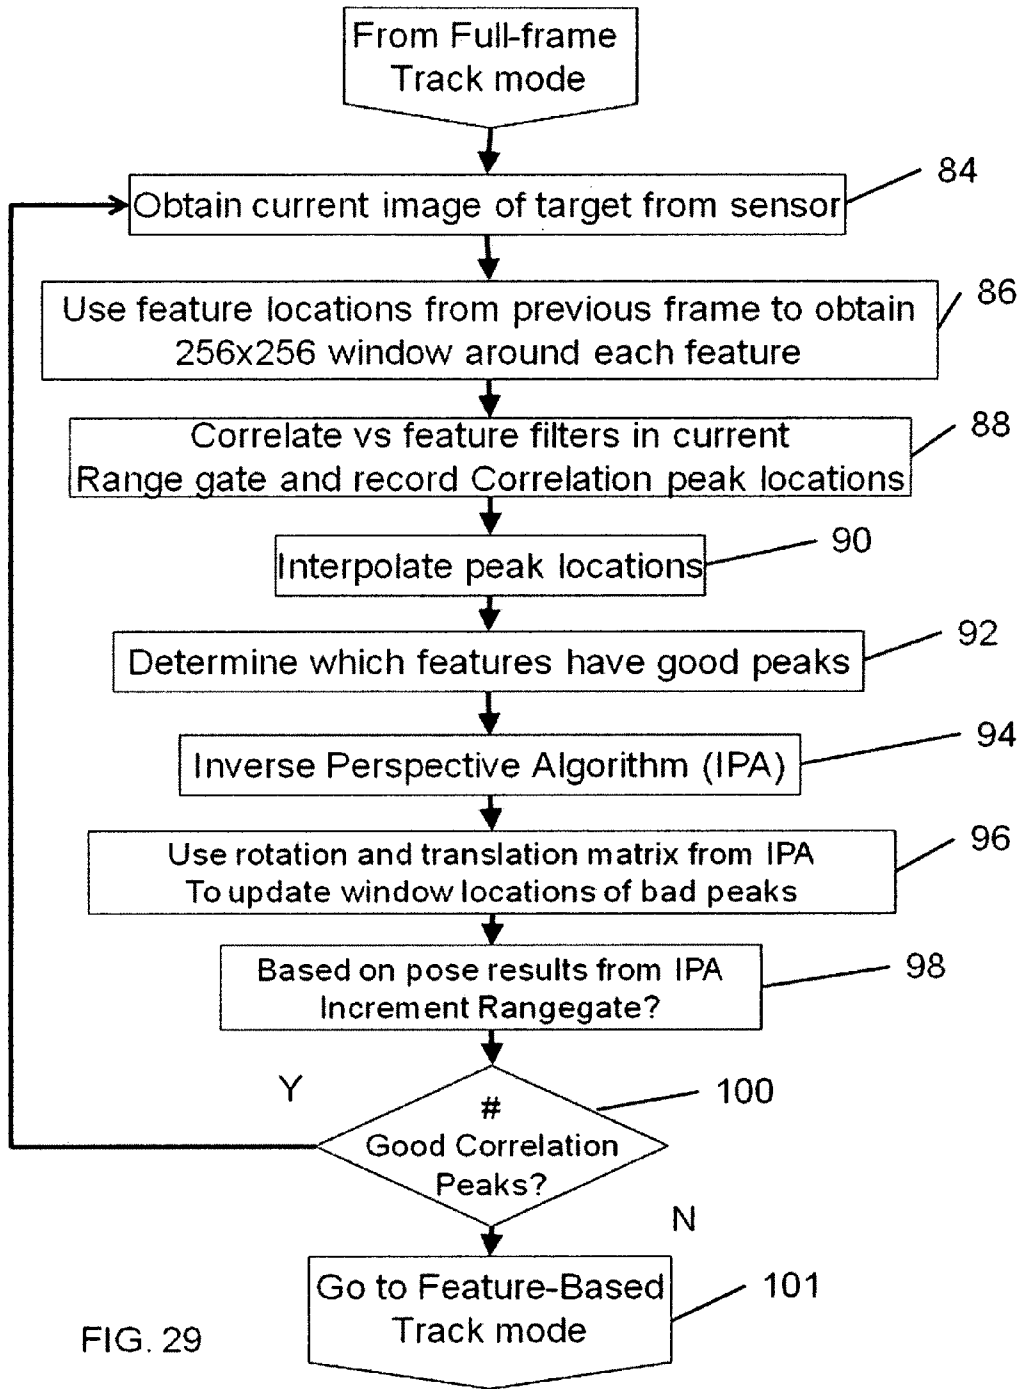 From Full-frame
Track mode
84
Obtain current image of target from sensor
86
Use feature locations from previous frame to obtain
256x256 window around each feature
88
Correlate vs feature filters in current
Range gate and record Correlation peak locations
90
Interpolate peak locations
92
Determine which features have good peaks
94
Inverse Perspective Algorithm (IPA)
96
Use rotation and translation matrix from IPA
To update window locations of bad peaks
98
Based on pose results from IPA
Increment Rangegate?
Y
100
#
Good Correlation
Peaks?
N
101
Go to Feature-Based
Track mode
FIG. 29